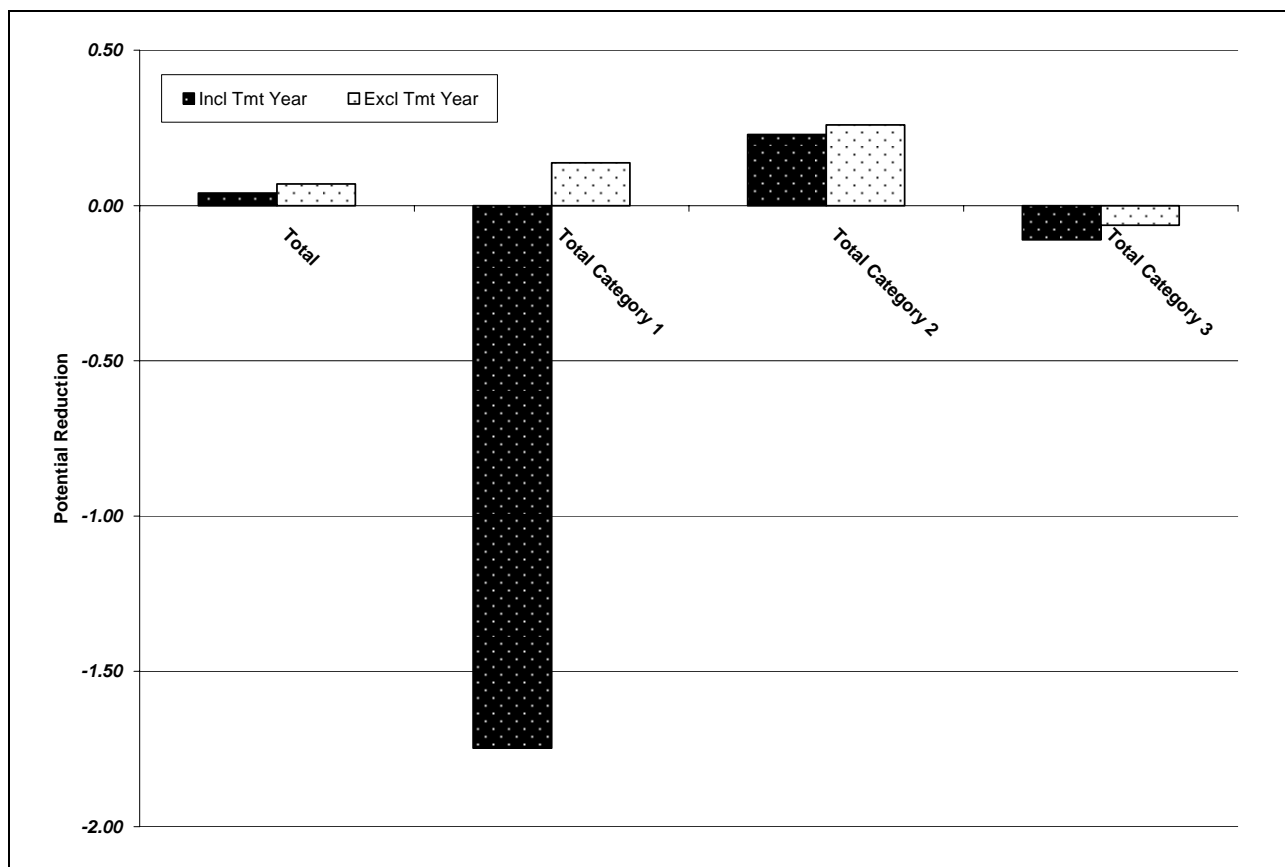 0.50
Incl Tmt Year Excl Tmt Year
0.00
Total
Total Category 1
Total Category 2
Total Category 3
-0.50
Potential Reduction
-1.00
-1.50
-2.00